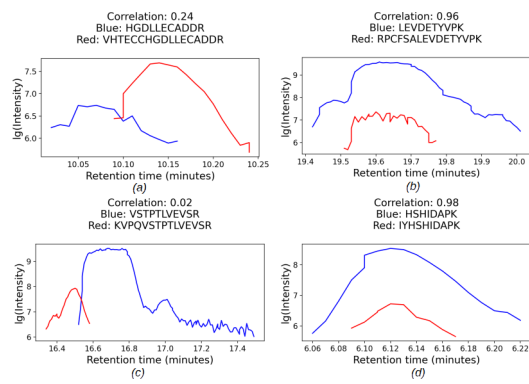 Correlation: 0.24
Blue: HGDLLECADDR
Red: VHTECCHGDLLECADDR
lg(Intensity)
7.5
7.0
6.5
6.0
10.05
10.10
10.15
10.20
10.25
Retention time (minutes)
(a)
Correlation: 0.96
Blue: LEVDETYVPK
Red: RPCFSALEVDETYVPK
lg(Intensity)
9
8
7
6
19.4
19.5
19.6
19.7
19.8
19.9
20.0
Retention time (minutes)
(b)
Correlation: 0.02
Blue: VSTPTLVEVSR
Red: KVPQVSTPTLVEVSR
lg(Intensity)
9
8
7
6
16.4
16.6
16.8
17.0
17.2
17.4
Retention time (minutes)
(c)
Correlation: 0.98
Blue: HSHIDAPK
Red: IYHSHIDAPK
lg(Intensity)
8
7
6
6.06
6.08
6.10
6.12
6.14
6.16
6.18
6.20
6.22
Retention time (minutes)
(d)